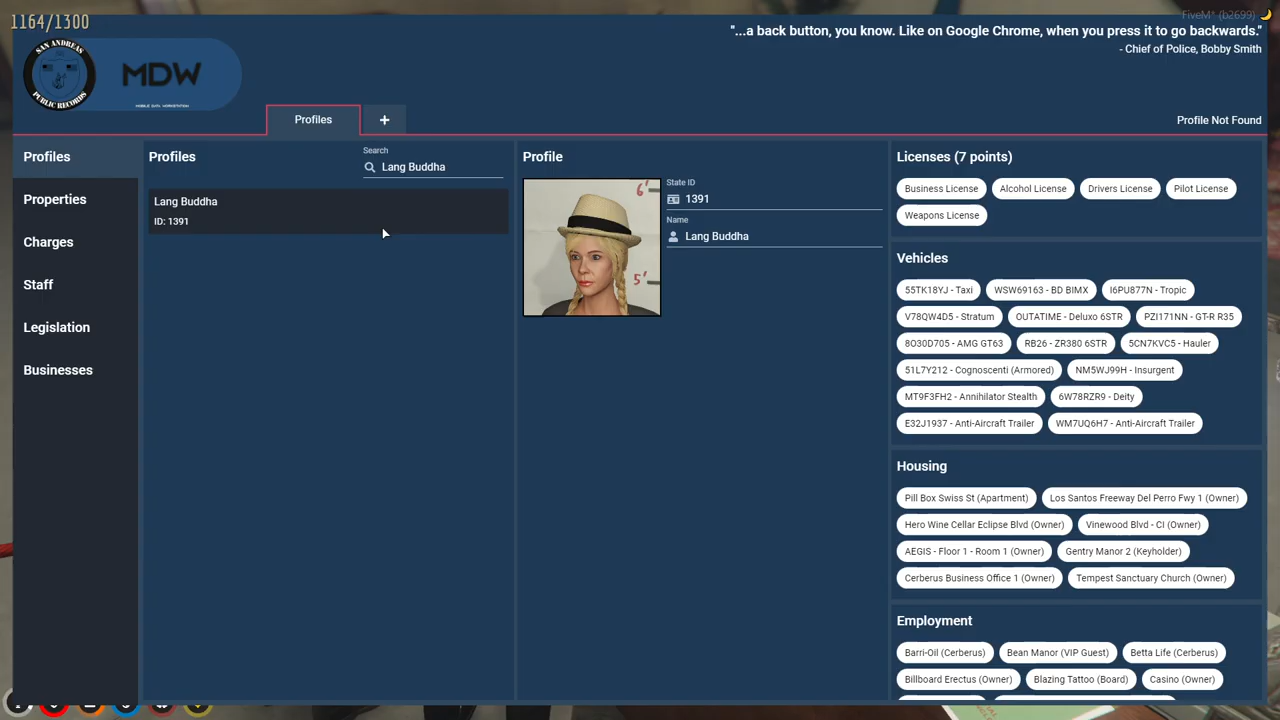 1164/1300
FiveM* (b2699)
"...a back button, you know. Like on Google Chrome, when you press it to go backwards."
- Chief of Police, Bobby Smith
SAN ANDREAS
PUBLIC RECORDS
MDW
MOBILE DATA WORKSTATION
Profiles
+
Profile Not Found
Profiles
Properties
Charges
Staff
Legislation
Businesses
Profiles
Search
Lang Buddha
Lang Buddha
ID: 1391
Profile
6'
5'
State ID
1391
Name
Lang Buddha
Licenses (7 points)
Business License
Alcohol License
Drivers License
Pilot License
Weapons License
Vehicles
55TK18YJ - Taxi
WSW69163 - BD BIMX
I6PU877N - Tropic
V78QW4D5 - Stratum
OUTATIME - Deluxo 6STR
PZI171NN - GT-R R35
8O30D705 - AMG GT63
RB26 - ZR380 6STR
5CN7KVC5 - Hauler
51L7Y212 - Cognoscenti (Armored)
NM5WJ99H - Insurgent
MT9F3FH2 - Annihilator Stealth
6W78RZR9 - Deity
E32J1937 - Anti-Aircraft Trailer
WM7UQ6H7 - Anti-Aircraft Trailer
Housing
Pill Box Swiss St (Apartment)
Los Santos Freeway Del Perro Fwy 1 (Owner)
Hero Wine Cellar Eclipse Blvd (Owner)
Vinewood Blvd - CI (Owner)
AEGIS - Floor 1 - Room 1 (Owner)
Gentry Manor 2 (Keyholder)
Cerberus Business Office 1 (Owner)
Tempest Sanctuary Church (Owner)
Employment
Barri-Oil (Cerberus)
Bean Manor (VIP Guest)
Betta Life (Cerberus)
Billboard Erectus (Owner)
Blazing Tattoo (Board)
Casino (Owner)